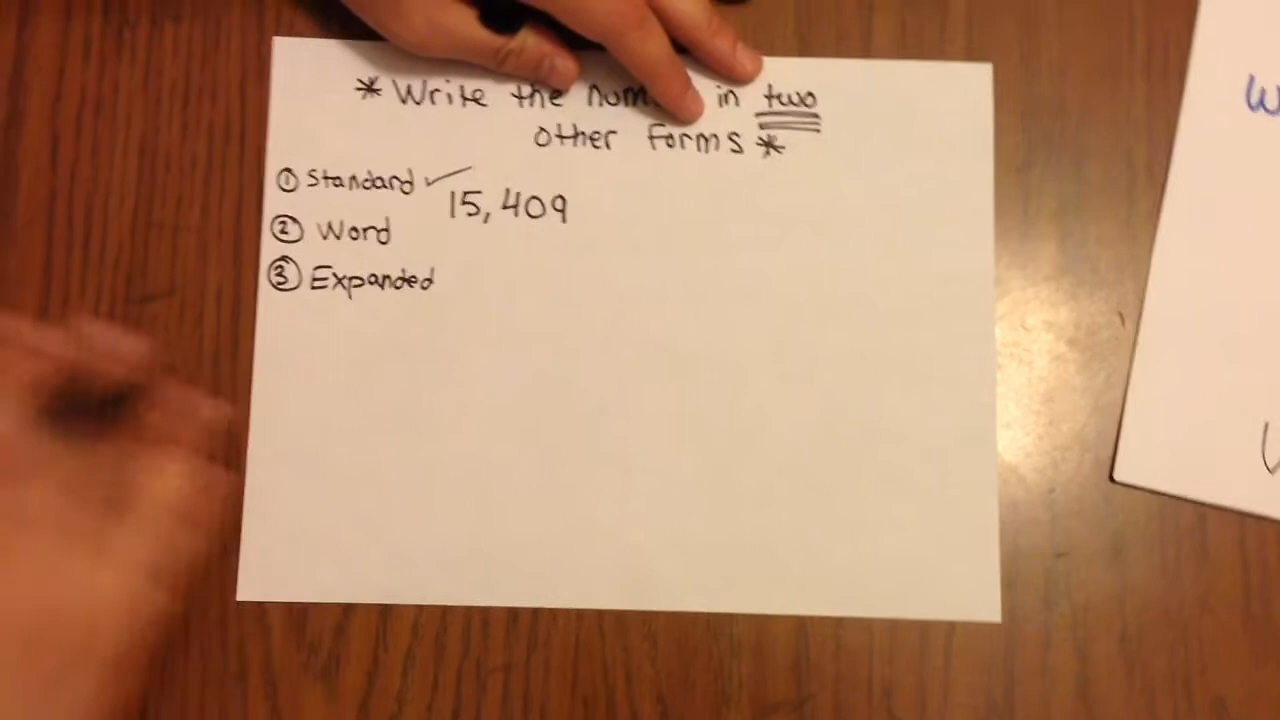 *Write the num in two
other forms*
① Standard ✓
15,409
② Word
③ Expanded